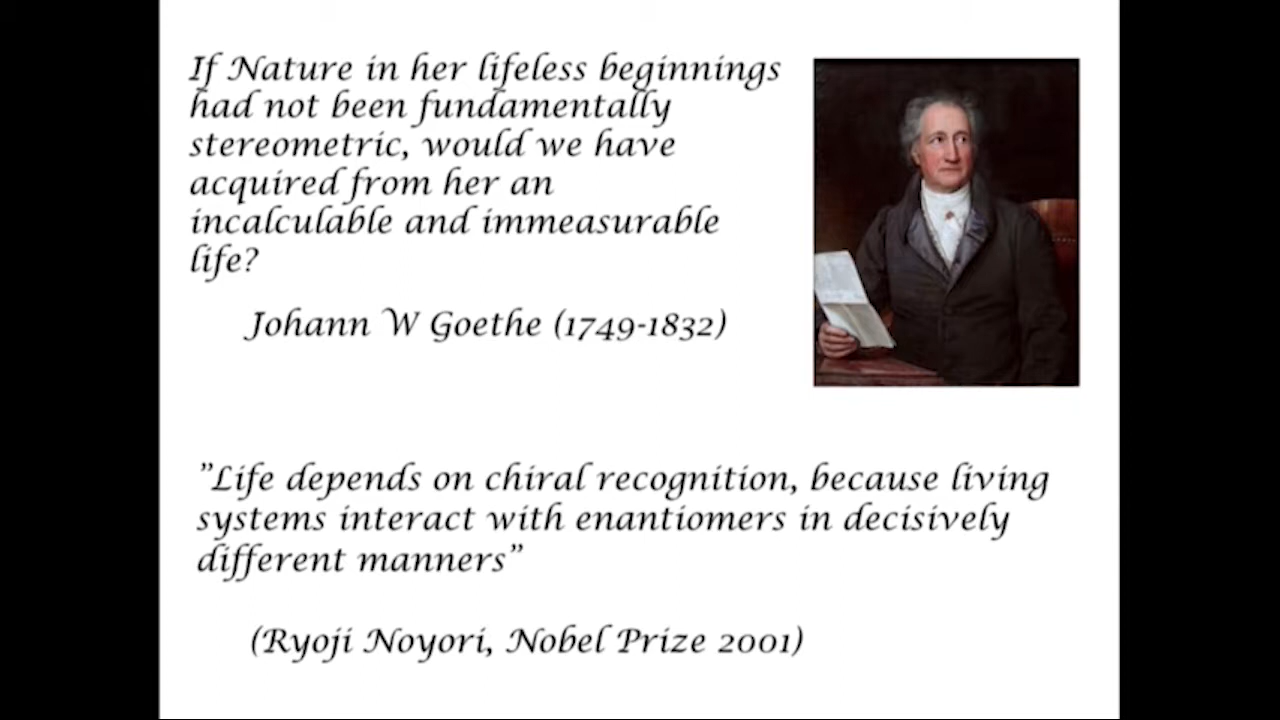 If Nature in her lifeless beginnings
had not been fundamentally
stereometric, would we have
acquired from her an
incalculable and immeasurable
life?
Johann W Goethe (1749-1832)
”Life depends on chiral recognition, because living
systems interact with enantiomers in decisively
different manners”
(Ryoji Noyori, Nobel Prize 2001)